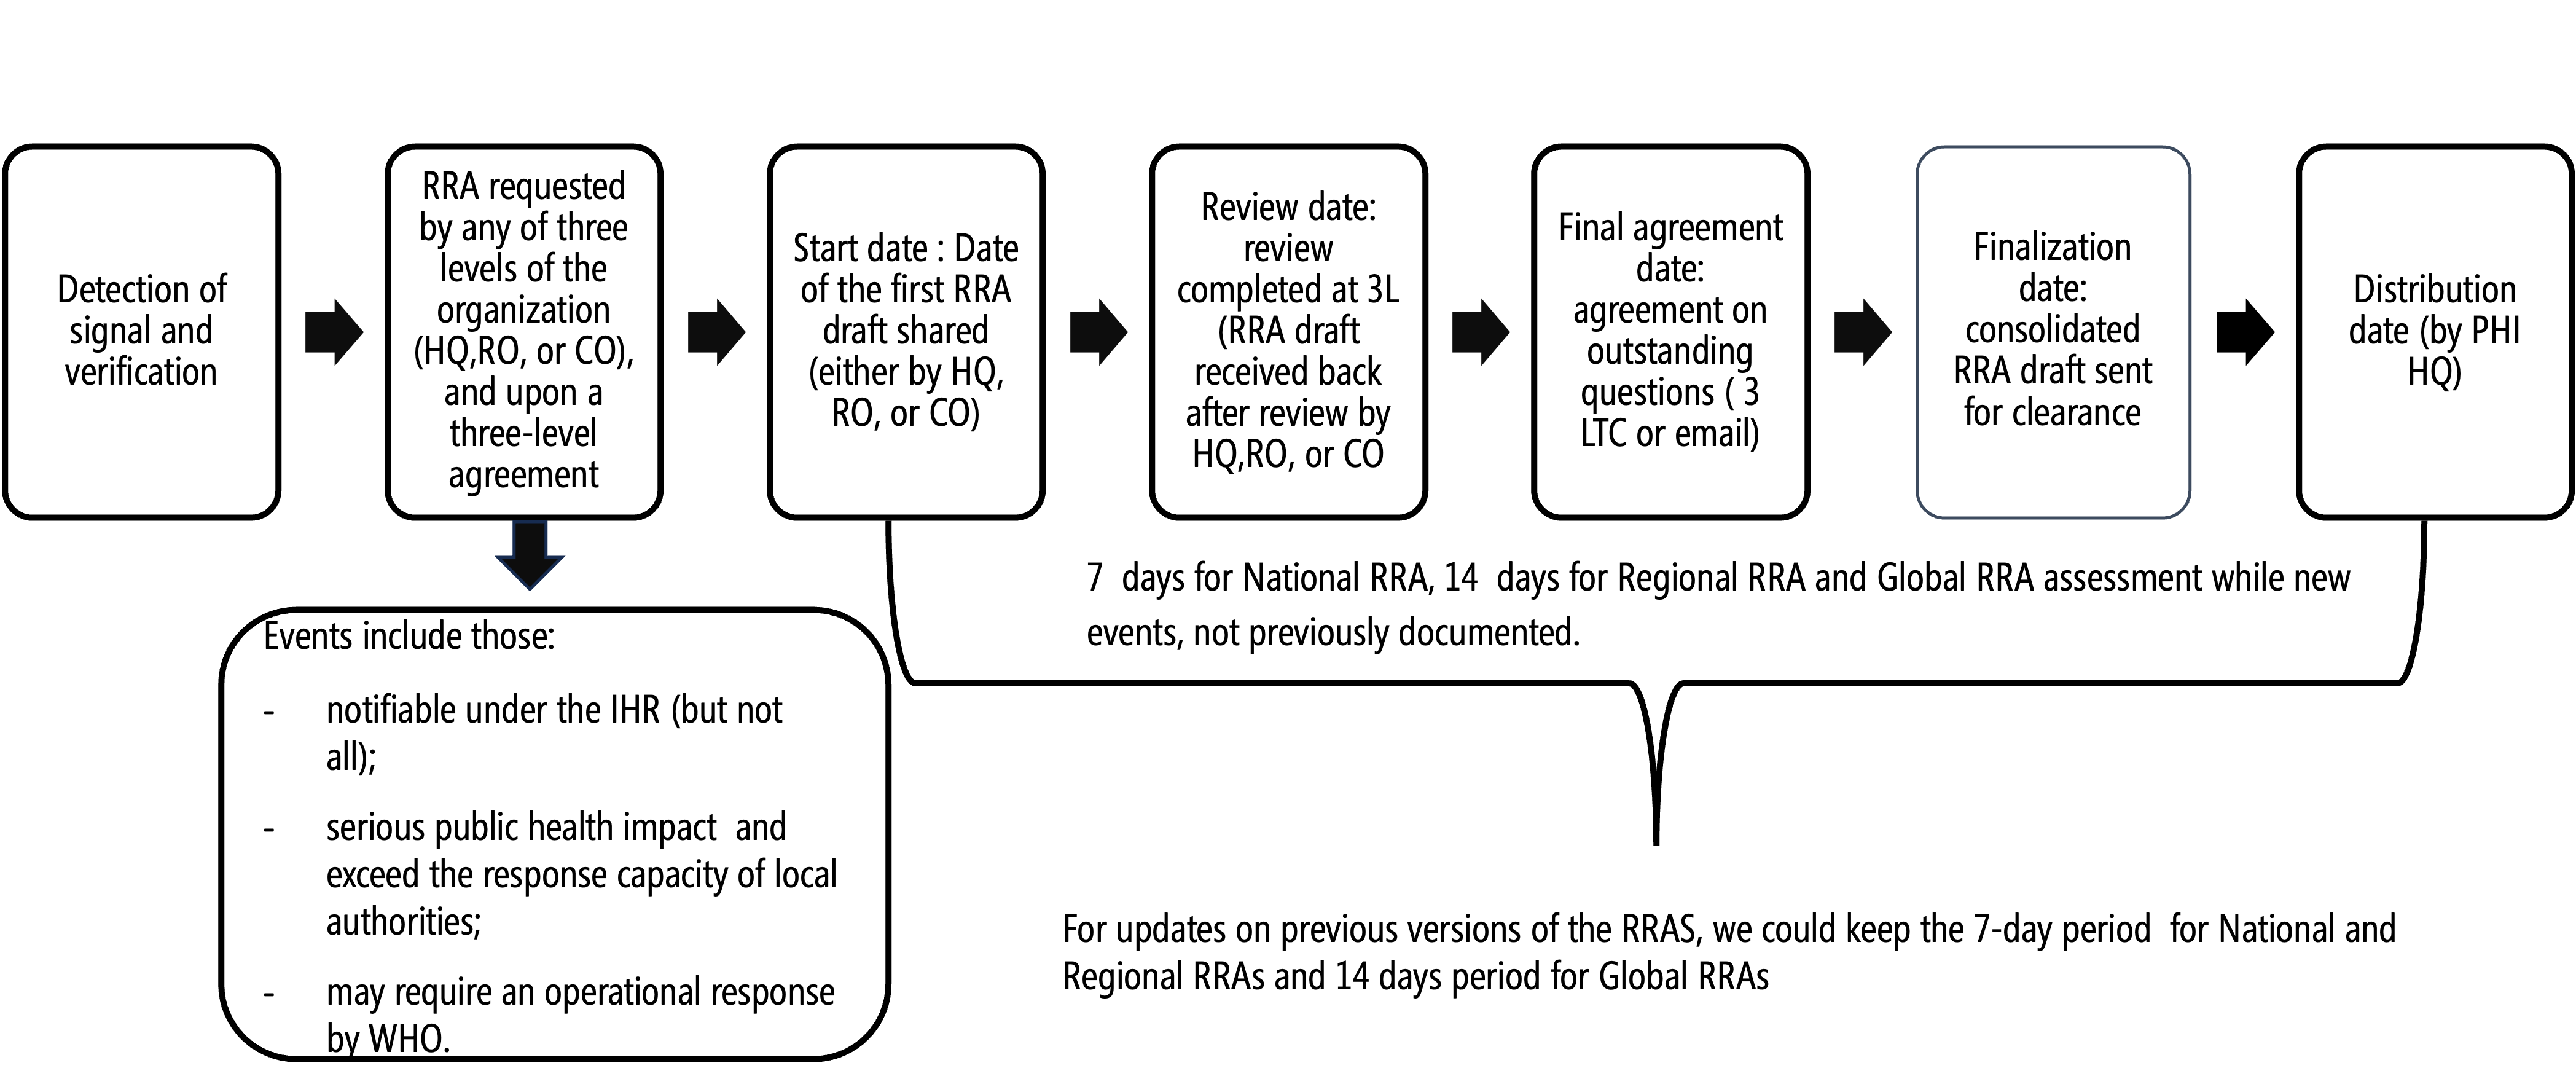 Detection of
signal and
verification
RRA requested
by any of three
levels of the
organization
(HQ,RO, or CO),
and upon a
three-level
agreement
Start date : Date
of the first RRA
draft shared
(either by HQ,
RO, or CO)
Review date:
review
completed at 3L
(RRA draft
received back
after review by
HQ,RO, or CO
Final agreement
date:
agreement on
outstanding
questions ( 3
LTC or email)
Finalization
date:
consolidated
RRA draft sent
for clearance
Distribution
date (by PHI
HQ)
Events include those:
- notifiable under the IHR (but not
all);
- serious public health impact  and
exceed the response capacity of local
authorities;
- may require an operational response
by WHO.
7  days for National RRA, 14  days for Regional RRA and Global RRA assessment while new
events, not previously documented.
For updates on previous versions of the RRAS, we could keep the 7-day period  for National and
Regional RRAs and 14 days period for Global RRAs